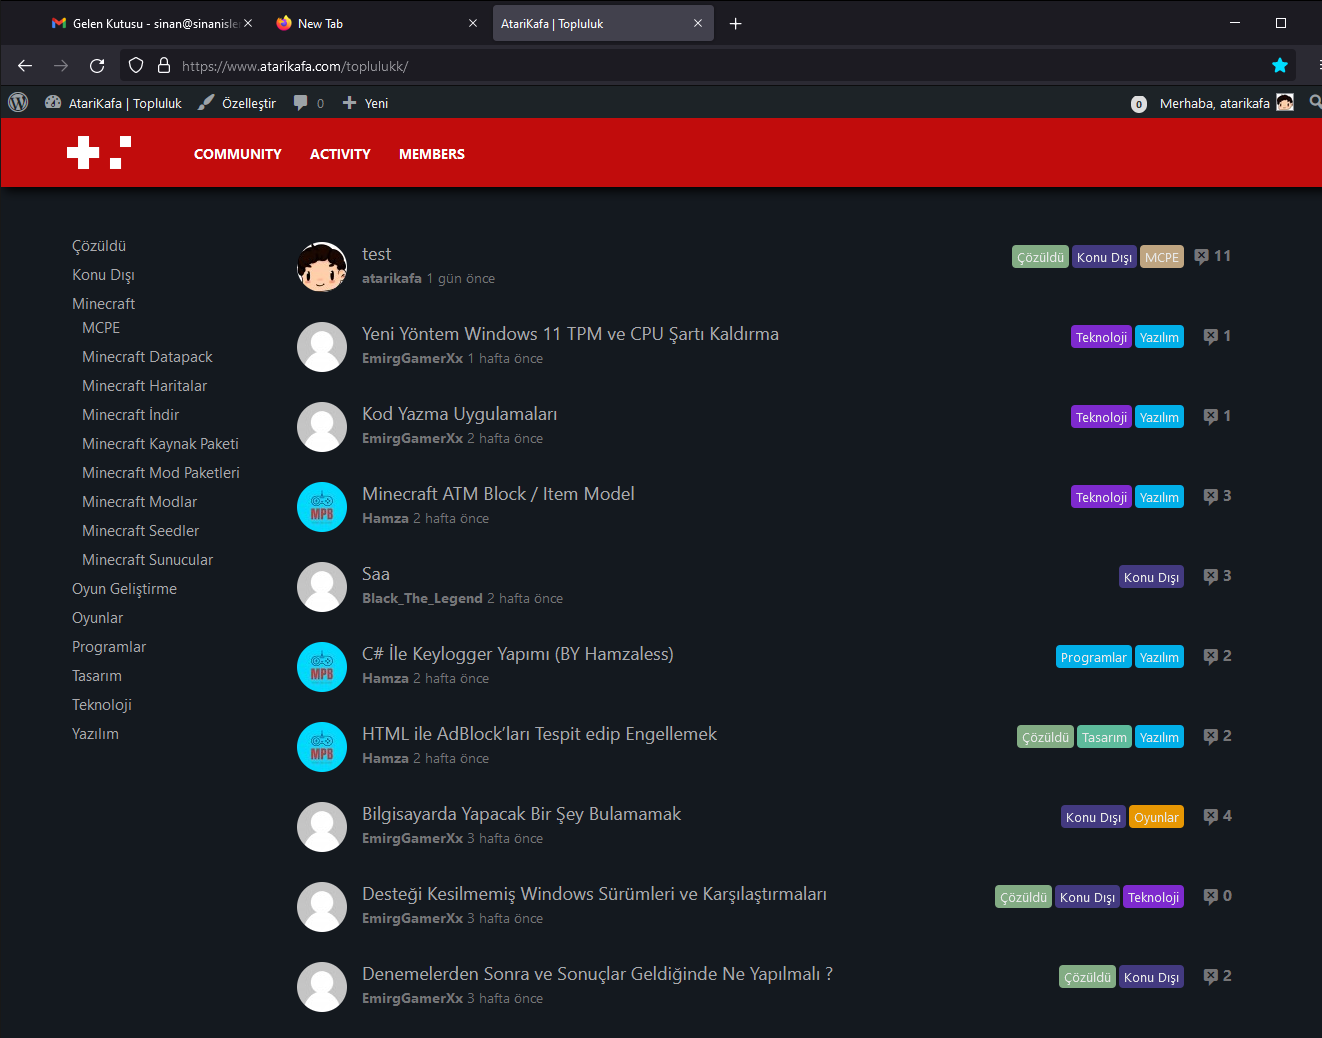 Gelen Kutusu - sinan@sinanisle
New Tab
AtariKafa | Topluluk
https://www.atarikafa.com/toplulukk/
AtariKafa | Topluluk
Özelleştir
0
Yeni
0
Merhaba, atarikafa
COMMUNITY
ACTIVITY
MEMBERS
Çözüldü
Konu Dışı
Minecraft
MCPE
Minecraft Datapack
Minecraft Haritalar
Minecraft İndir
Minecraft Kaynak Paketi
Minecraft Mod Paketleri
Minecraft Modlar
Minecraft Seedler
Minecraft Sunucular
Oyun Geliştirme
Oyunlar
Programlar
Tasarım
Teknoloji
Yazılım
test
Çözüldü Konu Dışı MCPE 11
atarikafa 1 gün önce
Yeni Yöntem Windows 11 TPM ve CPU Şartı Kaldırma
Teknoloji Yazılım 1
EmirgGamerXx 1 hafta önce
Kod Yazma Uygulamaları
Teknoloji Yazılım 1
EmirgGamerXx 2 hafta önce
MPB
Minecraft ATM Block / Item Model
Teknoloji Yazılım 3
Hamza 2 hafta önce
Saa
Konu Dışı 3
Black_The_Legend 2 hafta önce
MPB
C# İle Keylogger Yapımı (BY Hamzaless)
Programlar Yazılım 2
Hamza 2 hafta önce
MPB
HTML ile AdBlock’ları Tespit edip Engellemek
Çözüldü Tasarım Yazılım 2
Hamza 2 hafta önce
Bilgisayarda Yapacak Bir Şey Bulamamak
Konu Dışı Oyunlar 4
EmirgGamerXx 3 hafta önce
Desteği Kesilmemiş Windows Sürümleri ve Karşılaştırmaları
Çözüldü Konu Dışı Teknoloji 0
EmirgGamerXx 3 hafta önce
Denemelerden Sonra ve Sonuçlar Geldiğinde Ne Yapılmalı ?
Çözüldü Konu Dışı 2
EmirgGamerXx 3 hafta önce